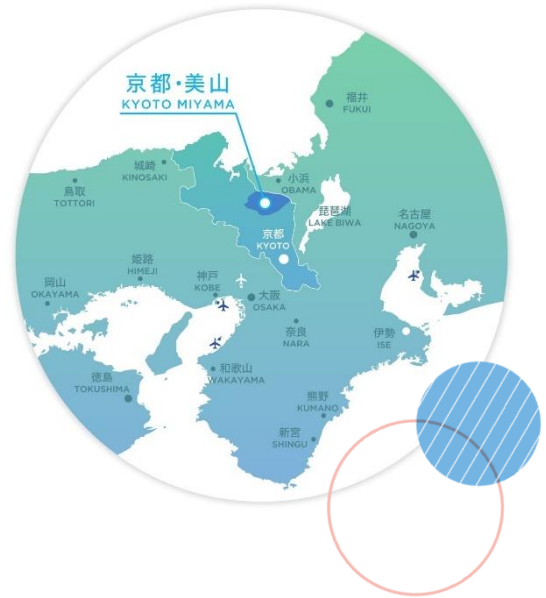 京都·美山
KYOTO MIYAMA
福井
FUKUI
城崎
KINOSAKI
小浜
OBAMA
鳥取
TOTTORI
琵琶湖
LAKE BIWA
名古屋
NAGOYA
京都
KYOTO
姫路
HIMEJI
神戸
KOBE
岡山
OKAYAMA
大阪
OSAKA
奈良
NARA
伊勢
ISE
和歌山
WAKAYAMA
徳島
TOKUSHIMA
熊野
KUMANO
新宮
SHINGU